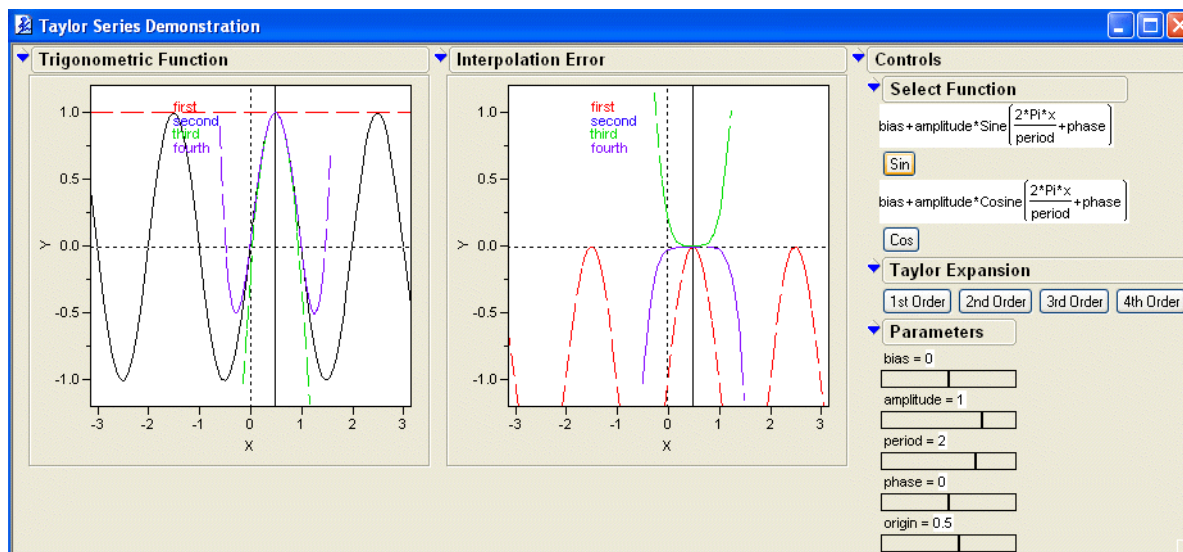 Taylor Series Demonstration
Trigonometric Function
first
second
third
fourth
1.0
0.5
0.0
-0.5
-1.0
Y
-3 -2 -1 0 1 2 3
X
Interpolation Error
first
second
third
fourth
1.0
0.5
0.0
-0.5
-1.0
Y
-3 -2 -1 0 1 2 3
X
Controls
Select Function
bias+amplitude*Sine(2*Pi*x/period+phase)
Sin
bias+amplitude*Cosine(2*Pi*x/period+phase)
Cos
Taylor Expansion
1st Order 2nd Order 3rd Order 4th Order
Parameters
bias = 0
amplitude = 1
period = 2
phase = 0
origin = 0.5